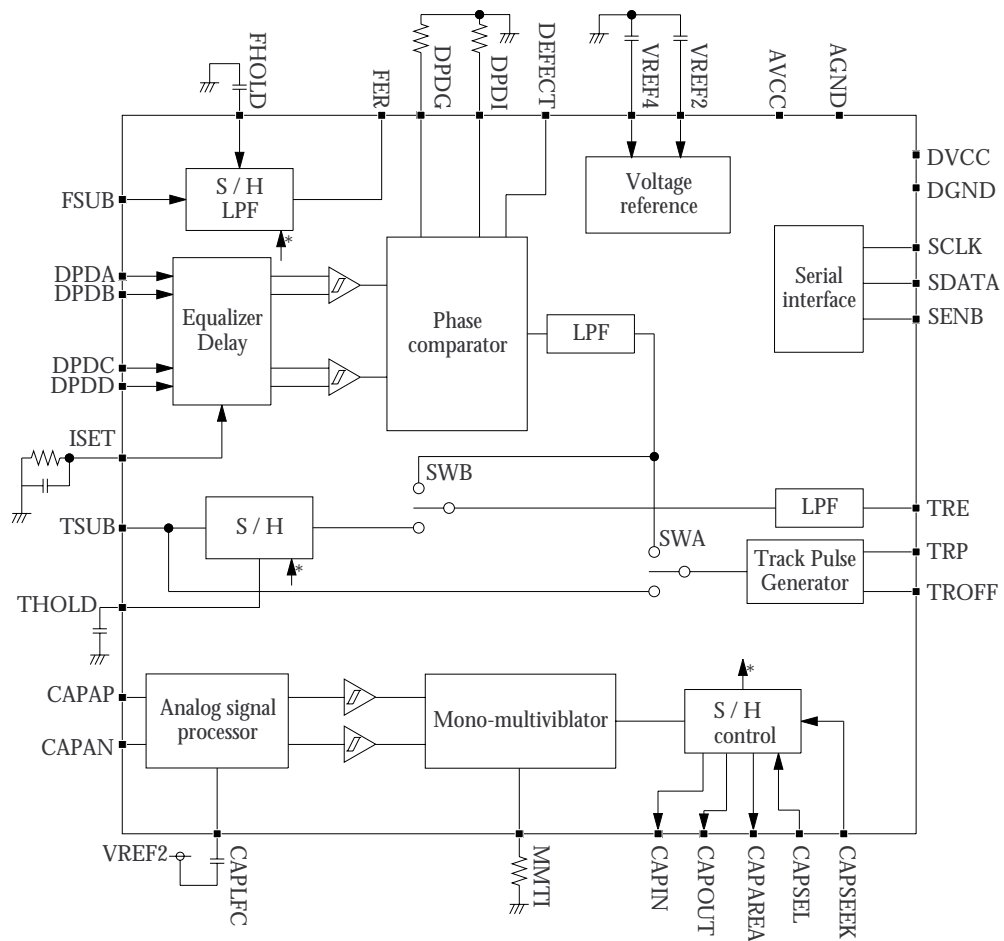 FHOLD
FER
DPDG
DPDI
DEFECT
VREF4
VREF2
AVCC
AGND
DVCC
DGND
FSUB
S / H
LPF
*
Voltage
reference
DPDA
DPDB
DPDC
DPDD
Equalizer
Delay
Phase
comparator
LPF
Serial
interface
SCLK
SDATA
SENB
ISET
SWB
TSUB
S / H
*
LPF
TRE
SWA
Track Pulse
Generator
TRP
TROFF
THOLD
*
CAPAP
CAPAN
Analog signal
processor
Mono-multiviblator
S / H
control
VREF2
CAPLFC
MMTI
CAPIN
CAPOUT
CAPAREA
CAPSEL
CAPSEEK